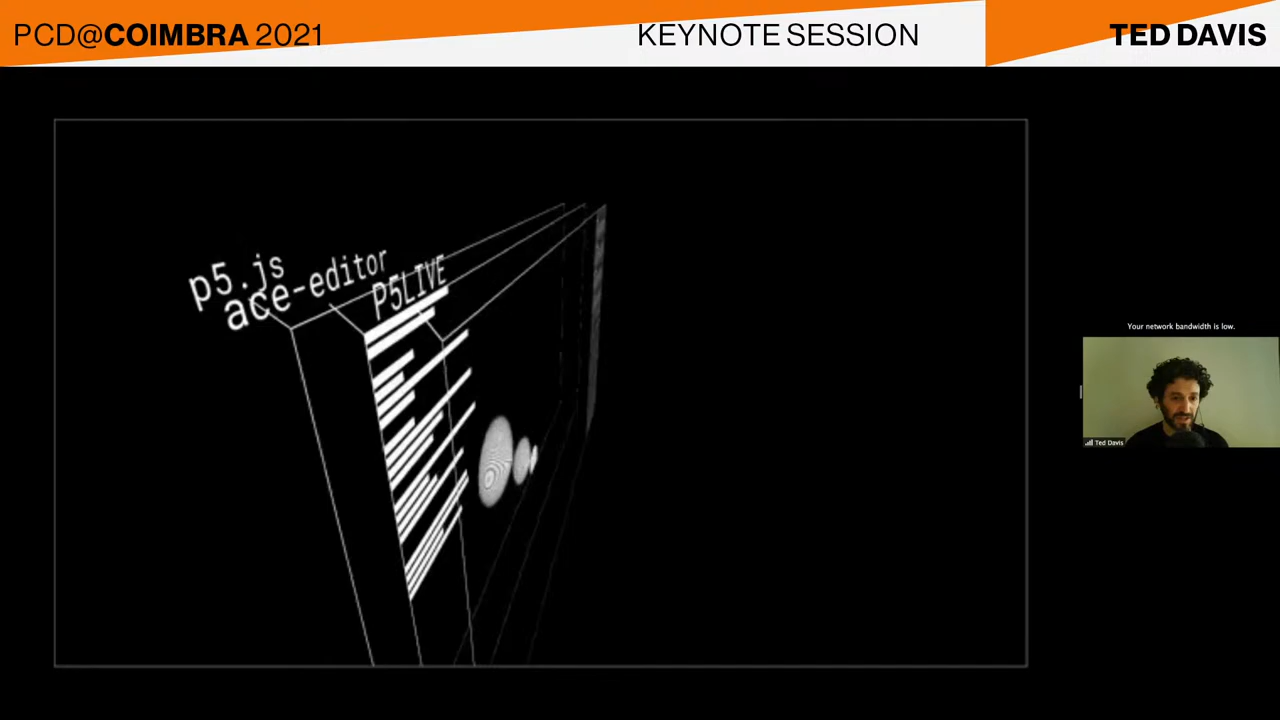 PCD@COIMBRA 2021
KEYNOTE SESSION
TED DAVIS
p5.js
ace-editor
P5LIVE
Your network bandwidth is low.
Ted Davis